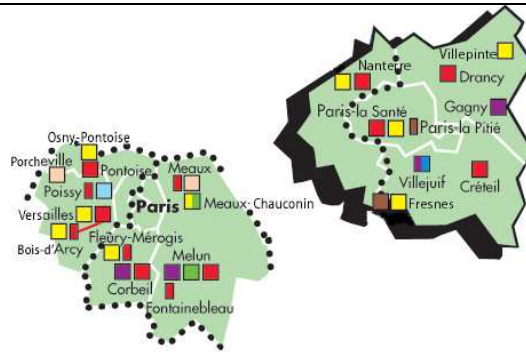 Osny-Pontoise
Porcheville
Pontoise
Poissy
Versailles
Bois-d'Arcy
Paris
Meaux
Meaux-Chauconin
Fleury-Mérogis
Melun
Corbeil
Fontainebleau
Villepinte
Nanterre
Drancy
Gagny
Paris-la Santé
Paris-la Pitié
Villejuif
Créteil
Fresnes